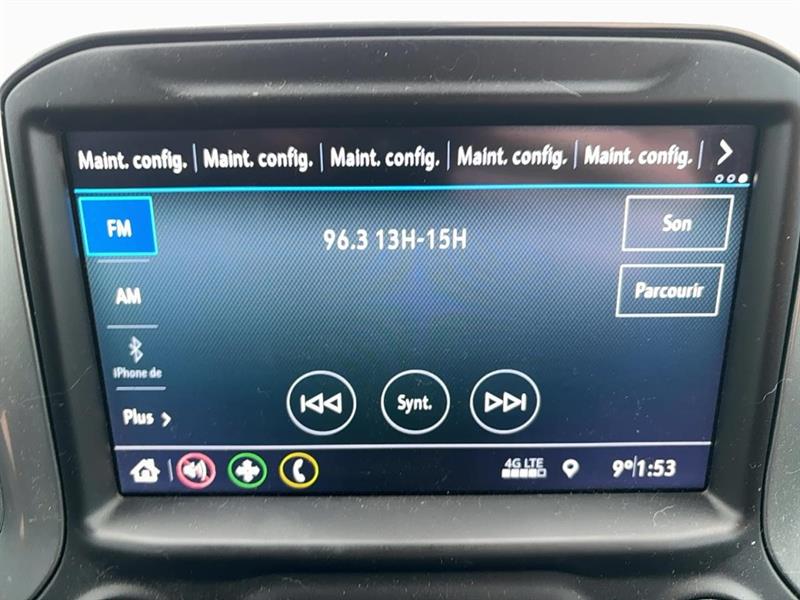 Maint. config. Maint. config. Maint. config. Maint. config. Maint. config.
FM
96.3 13H-15H
Son
AM
Parcourir
iPhone de
Plus
Synt.
4G LTE
9° 1:53